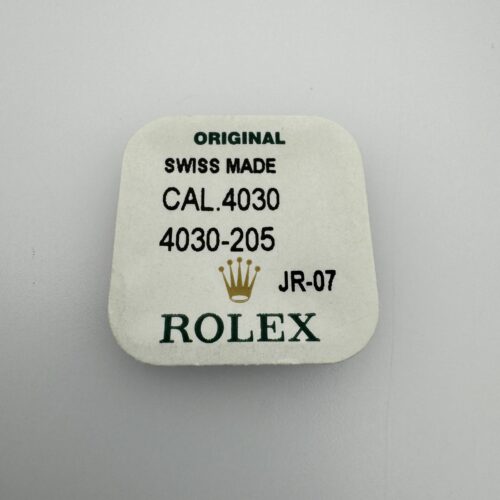 ORIGINAL
SWISS MADE
CAL.4030
4030-205
JR-07
ROLEX